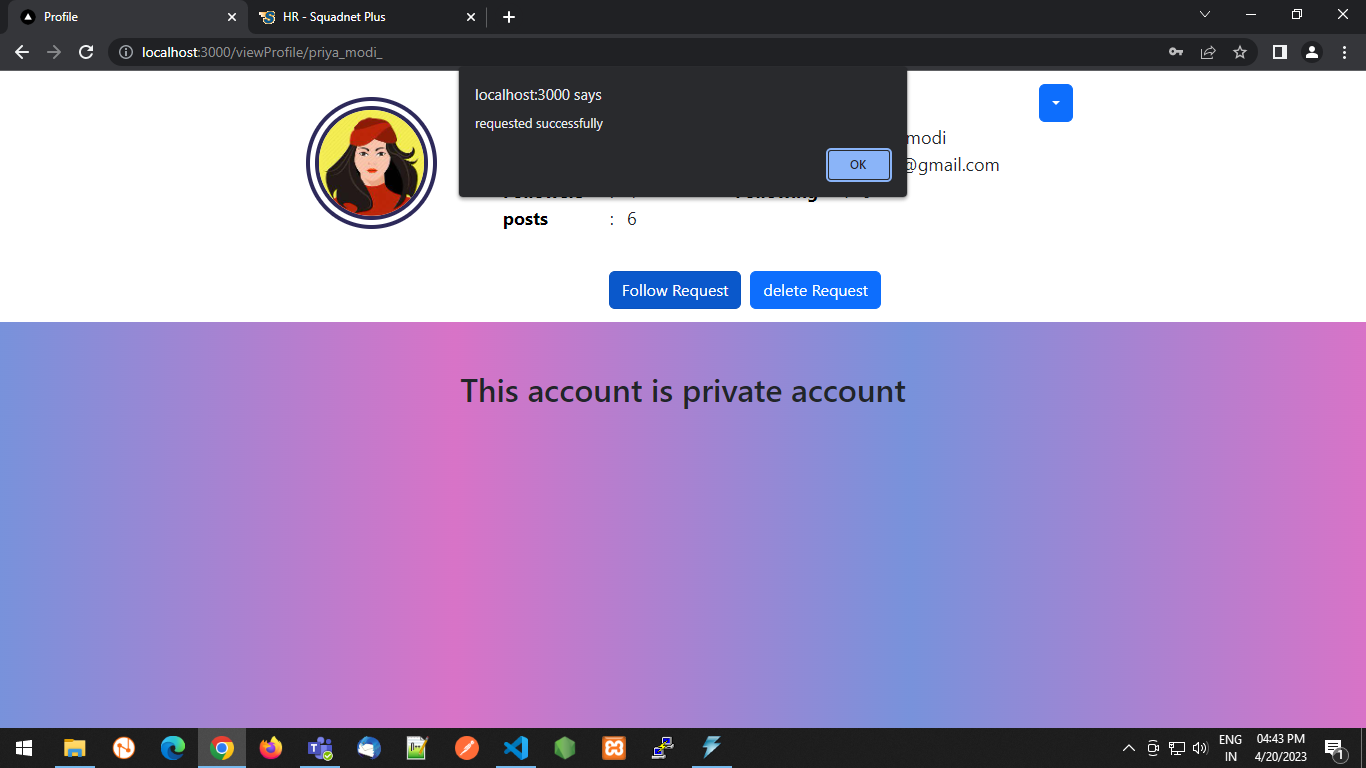 Profile
HR - Squadnet Plus
localhost:3000/viewProfile/priya_modi_
localhost:3000 says
requested successfully
OK
modi
@gmail.com
posts : 6
Follow Request
delete Request
This account is private account
ENG
IN
04:43 PM
4/20/2023
1